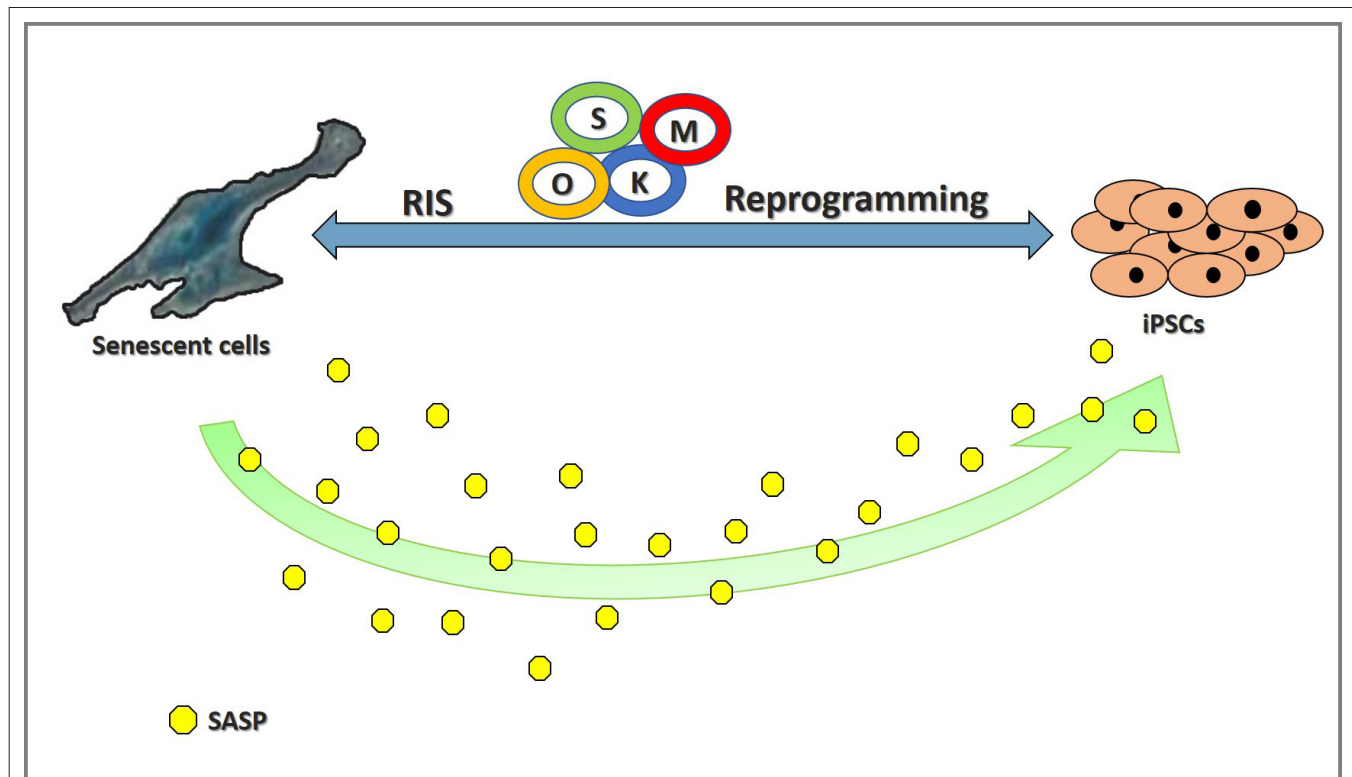 S
M
O
K
RIS
Reprogramming
Senescent cells
iPSCs
SASP